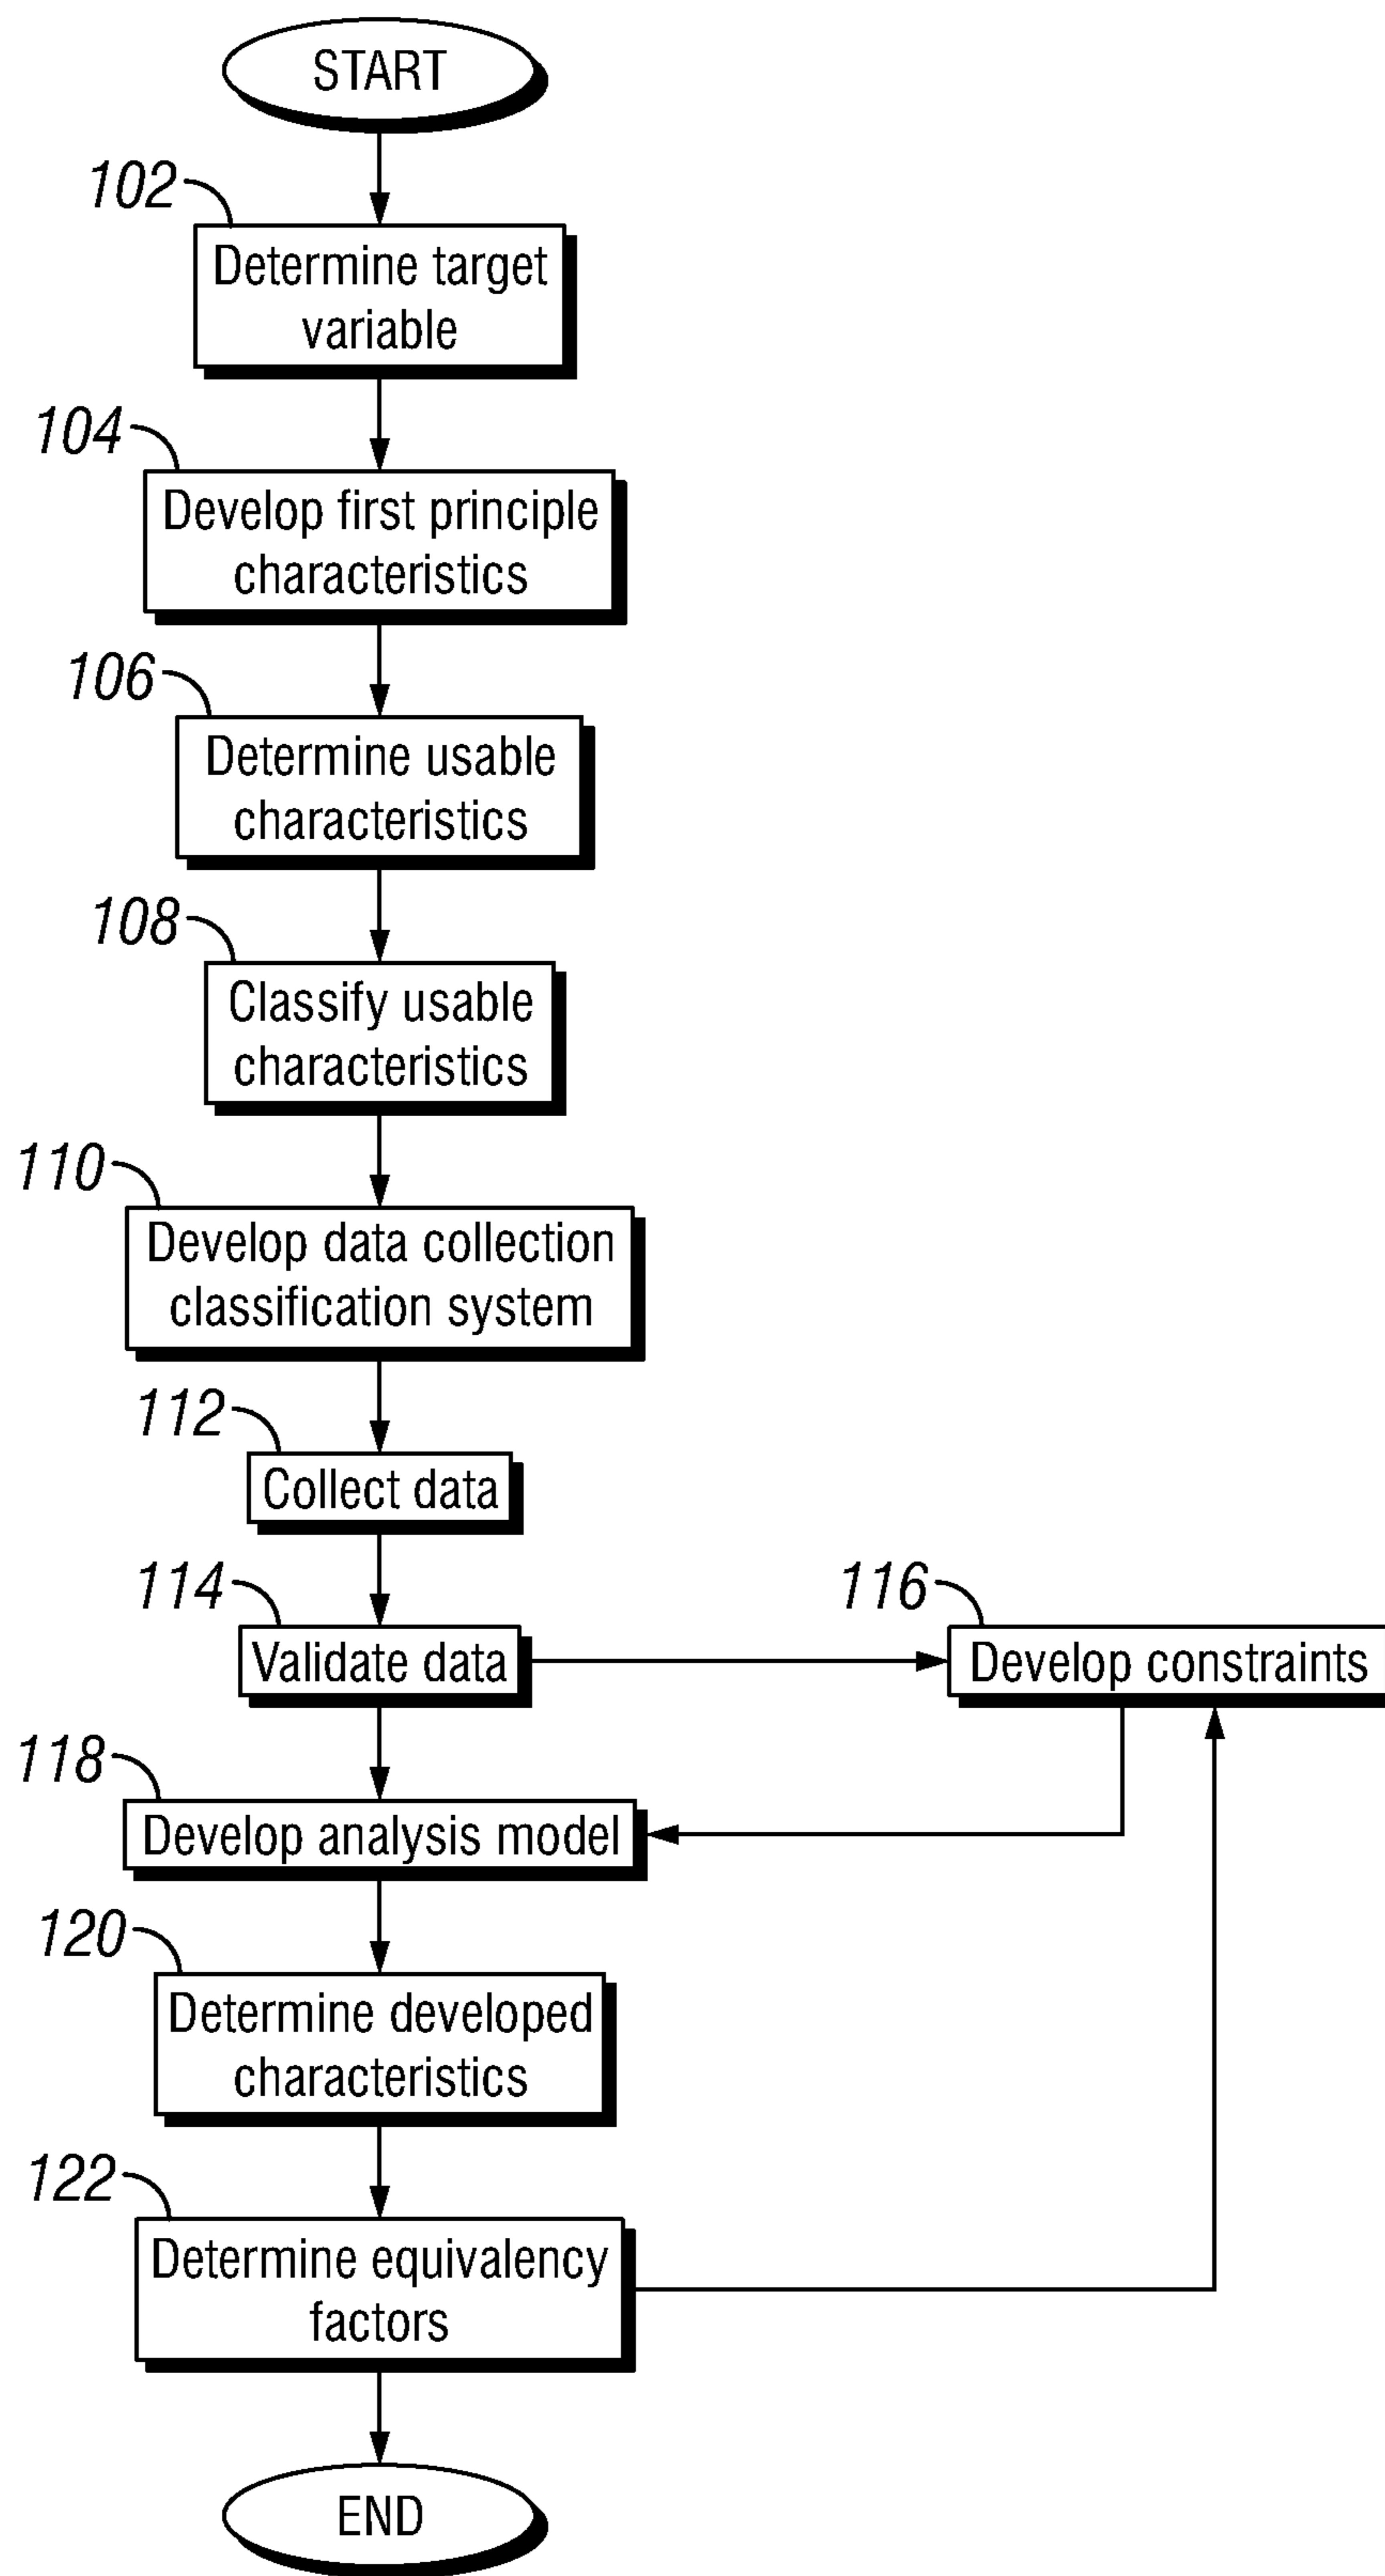 START
102
Determine target
variable
104
Develop first principle
characteristics
106
Determine usable
characteristics
108
Classify usable
characteristics
110
Develop data collection
classification system
112
Collect data
114
Validate data
116
Develop constraints
118
Develop analysis model
120
Determine developed
characteristics
122
Determine equivalency
factors
END